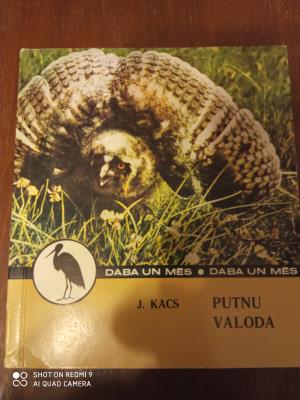 DABA UN MĒS • DABA UN MĒS
J. KACS
PUTNU
VALODA
SHOT ON REDMI 9
AI QUAD CAMERA